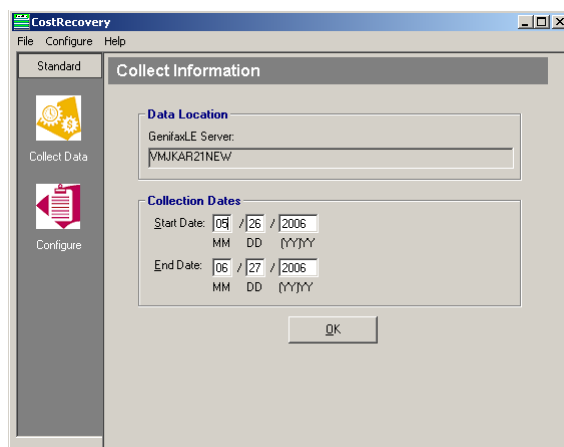 CostRecovery
File Configure Help
Standard
Collect Information
Collect Data
Configure
Data Location
GenifaxLE Server:
VMJKAR21NEW
Collection Dates
Start Date: 05 / 26 / 2006
MM DD (YY)YY
End Date: 06 / 27 / 2006
MM DD (YY)YY
OK